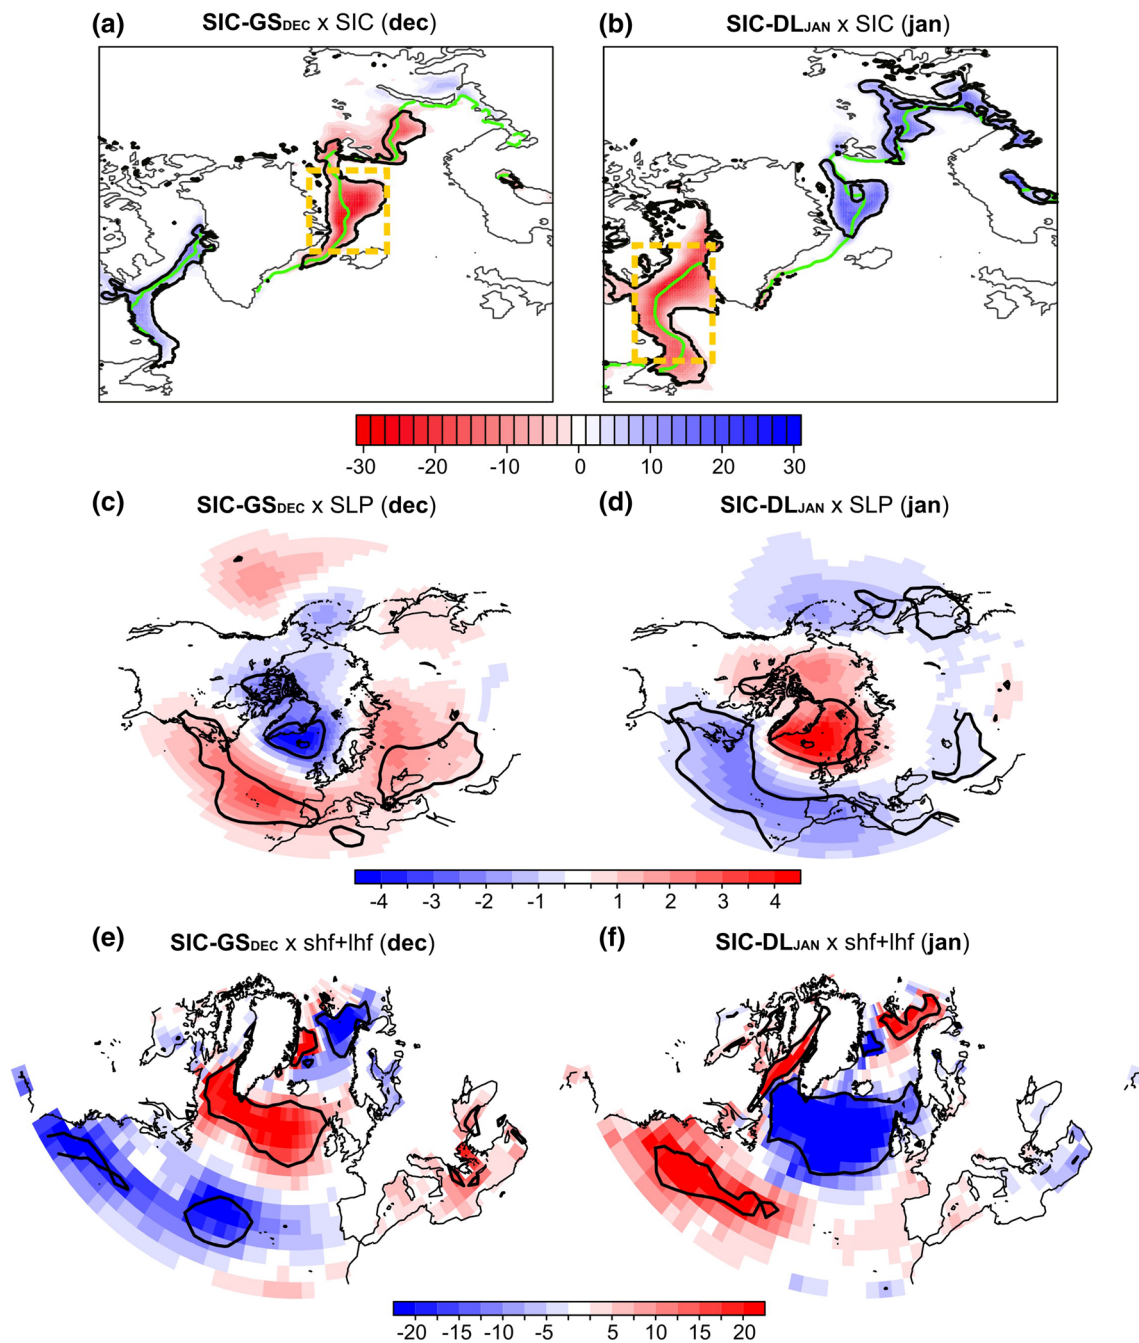 (a) SIC-GSDEC x SIC (dec)
(b) SIC-DLJAN x SIC (jan)
-30 -20 -10 0 10 20 30
(c) SIC-GSDEC x SLP (dec)
(d) SIC-DLJAN x SLP (jan)
-4 -2 -1 1 2 3 4
(e) SIC-GSDEC x shf+lhf (dec)
(f) SIC-DLJAN x shf+lhf (jan)
-20 -15 -10 -5 5 10 15 20